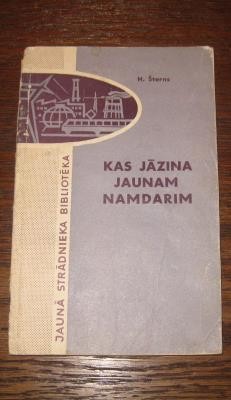 H. Šterns
KAS JĀZINA
JAUNAM
NAMDARIM
JAUNĀ STRĀDNIEKA BIBLIOTĒKA